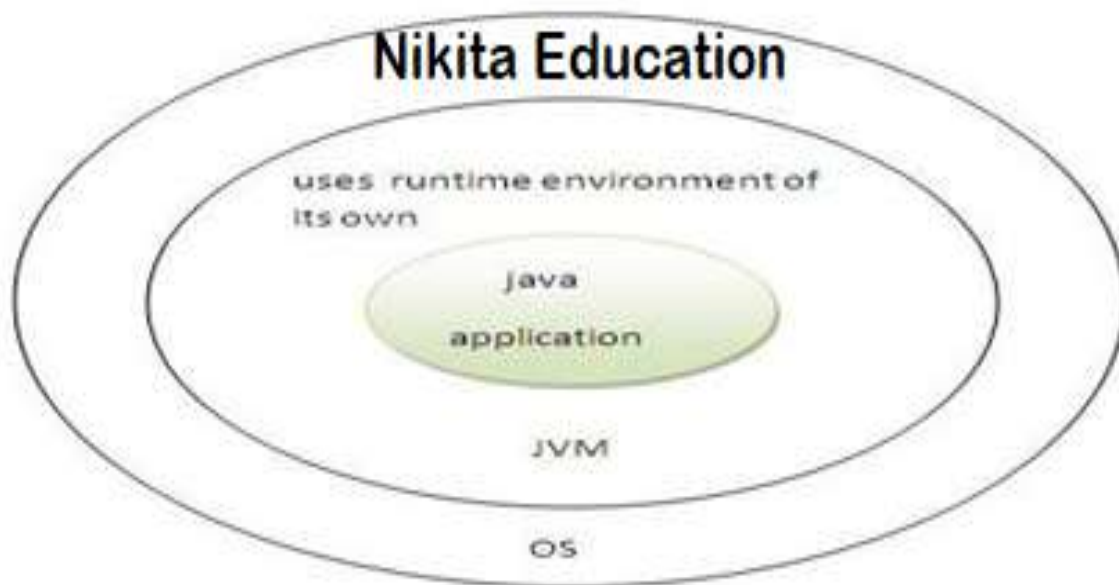 Nikita Education
uses runtime environment of
its own
java
application
JVM
OS